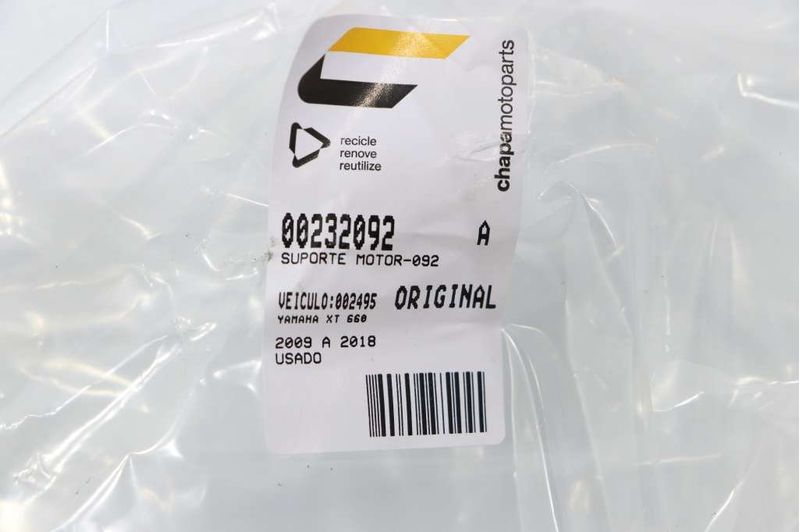 chapamotoparts
recicle
renove
reutilize
00232092 A
SUPORTE MOTOR-092
VEICULO:002495 ORIGINAL
YAMAHA XT 660
2009 A 2018
USADO